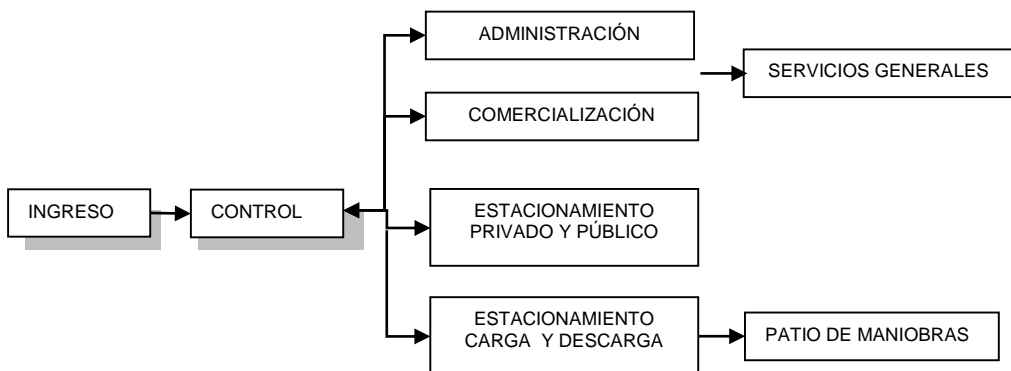 ADMINISTRACIÓN
SERVICIOS GENERALES
COMERCIALIZACIÓN
INGRESO
CONTROL
ESTACIONAMIENTO
PRIVADO Y PÚBLICO
ESTACIONAMIENTO
CARGA Y DESCARGA
PATIO DE MANIOBRAS